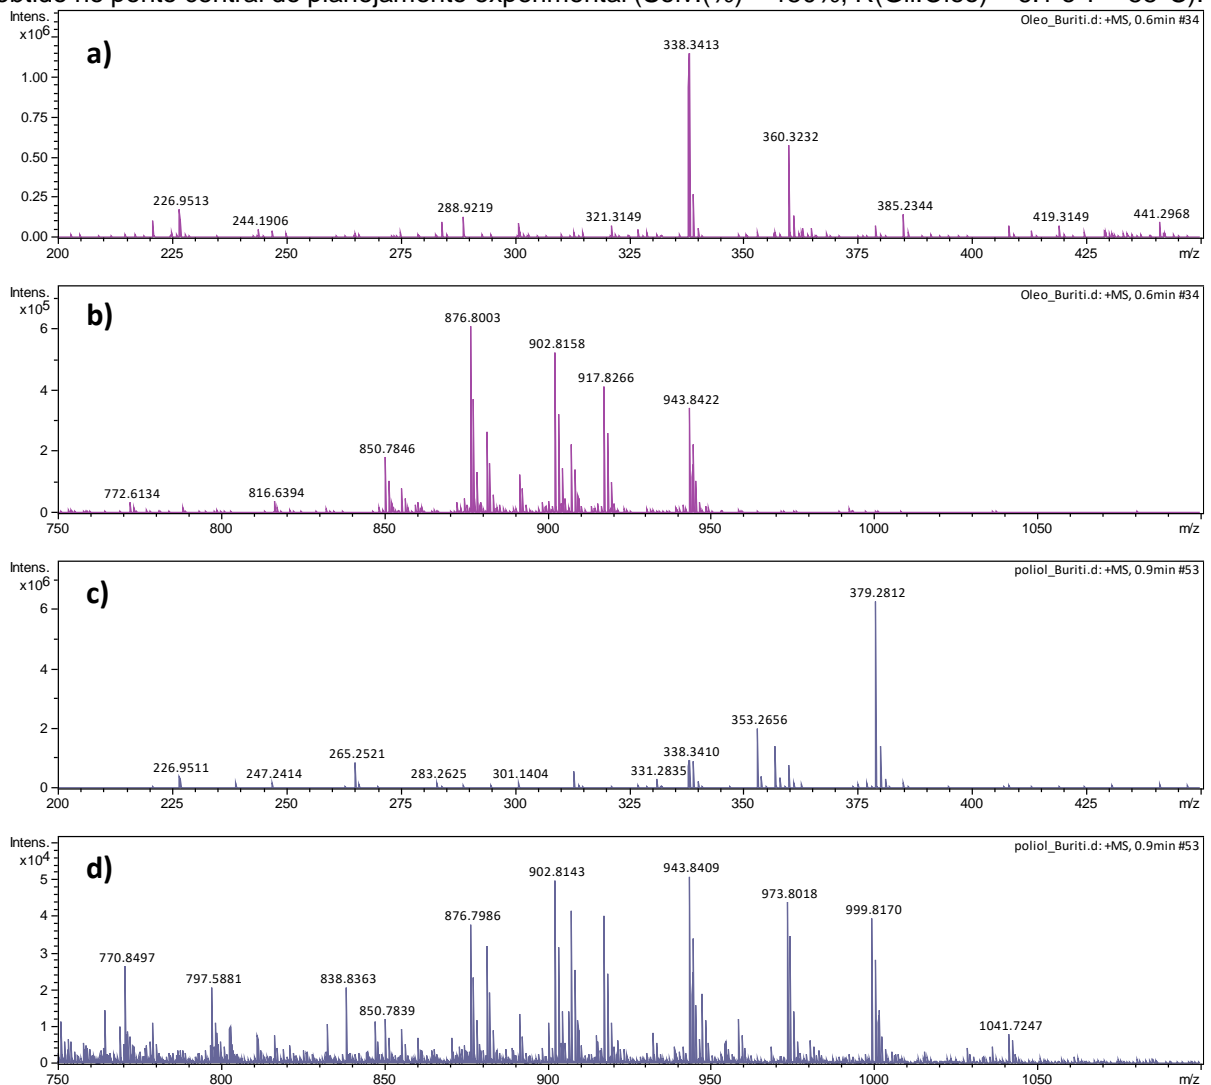 Oleo_Buriti.d: +MS, 0.6min #34
Intens.
x10⁶
a)
338.3413
360.3232
226.9513
244.1906
288.9219
321.3149
385.2344
419.3149
441.2968
1.00
0.75
0.50
0.25
0.00
200 225 250 275 300 325 350 375 400 425 m/z
Oleo_Buriti.d: +MS, 0.6min #34
Intens.
x10⁵
b)
876.8003
902.8158
917.8266
943.8422
850.7846
772.6134
816.6394
6
4
2
0
750 800 850 900 950 1000 1050 m/z
poliol_Buriti.d: +MS, 0.9min #53
Intens.
x10⁶
c)
379.2812
353.2656
338.3410
265.2521
226.9511
247.2414
283.2625
301.1404
331.2835
6
4
2
0
200 225 250 275 300 325 350 375 400 425 m/z
poliol_Buriti.d: +MS, 0.9min #53
Intens.
x10⁴
d)
902.8143
943.8409
973.8018
999.8170
876.7986
770.8497
797.5881
838.8363
850.7839
1041.7247
5
4
3
2
1
0
750 800 850 900 950 1000 1050 m/z